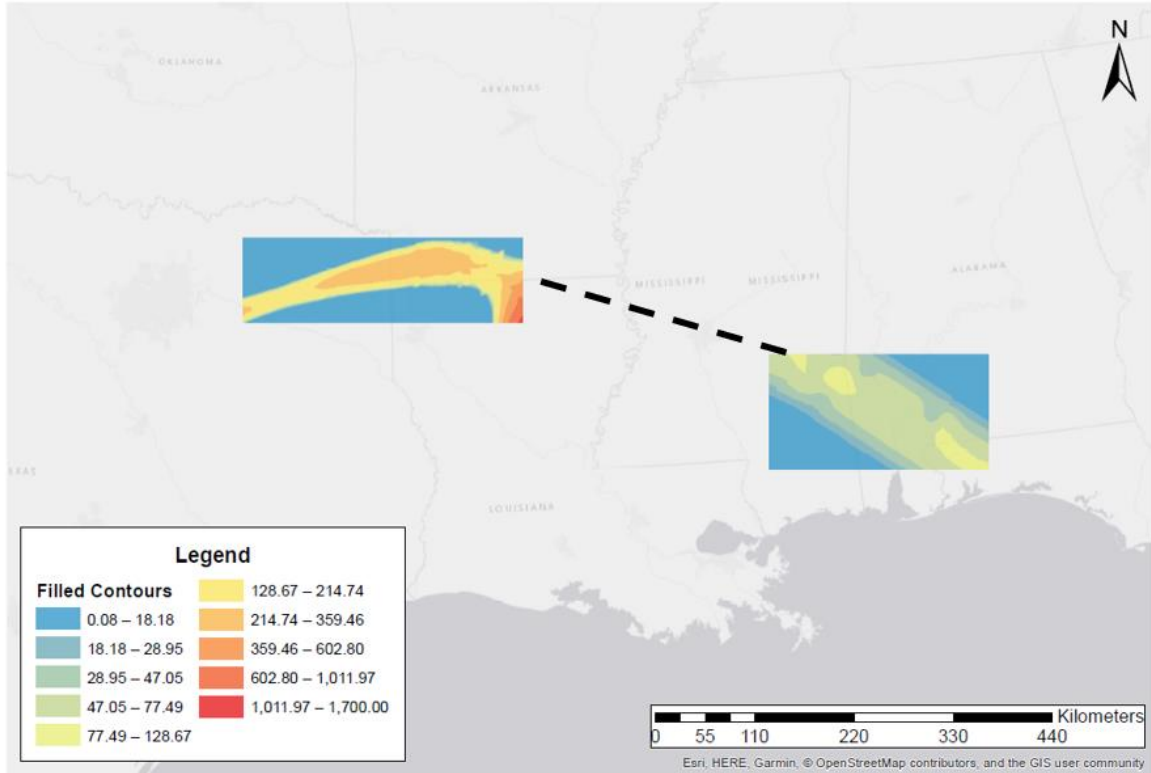 N
OKLAHOMA
ARKANSAS
MISSISSIPPI
MISSISSIPPI
ALABAMA
LOUISIANA
Legend
Filled Contours
0.08 – 18.18
18.18 – 28.95
28.95 – 47.05
47.05 – 77.49
77.49 – 128.67
128.67 – 214.74
214.74 – 359.46
359.46 – 602.80
602.80 – 1,011.97
1,011.97 – 1,700.00
Kilometers
0 55 110 220 330 440
Esri, HERE, Garmin, © OpenStreetMap contributors, and the GIS user community